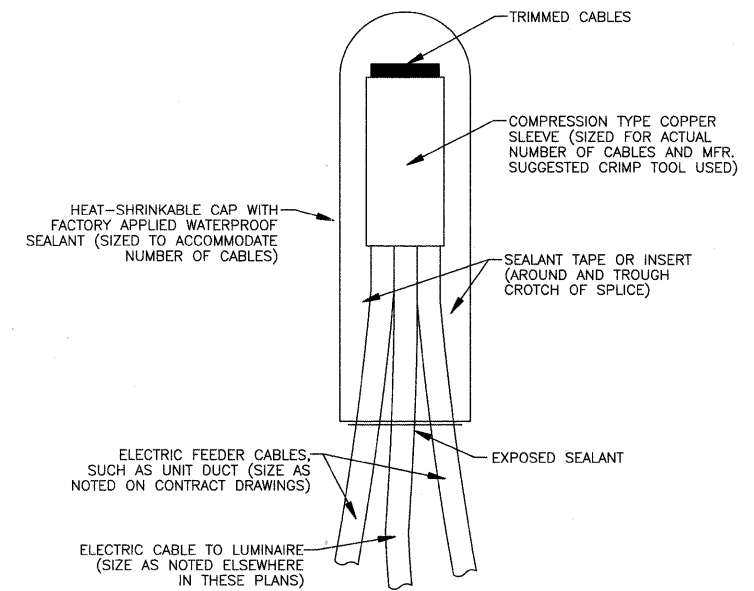 TRIMMED CABLES
COMPRESSION TYPE COPPER
SLEEVE (SIZED FOR ACTUAL
NUMBER OF CABLES AND MFR.
SUGGESTED CRIMP TOOL USED)
HEAT-SHRINKABLE CAP WITH
FACTORY APPLIED WATERPROOF
SEALANT (SIZED TO ACCOMMODATE
NUMBER OF CABLES)
SEALANT TAPE OR INSERT
(AROUND AND TROUGH
CROTCH OF SPLICE)
ELECTRIC FEEDER CABLES,
SUCH AS UNIT DUCT (SIZE AS
NOTED ON CONTRACT DRAWINGS)
EXPOSED SEALANT
ELECTRIC CABLE TO LUMINAIRE
(SIZE AS NOTED ELSEWHERE
IN THESE PLANS)